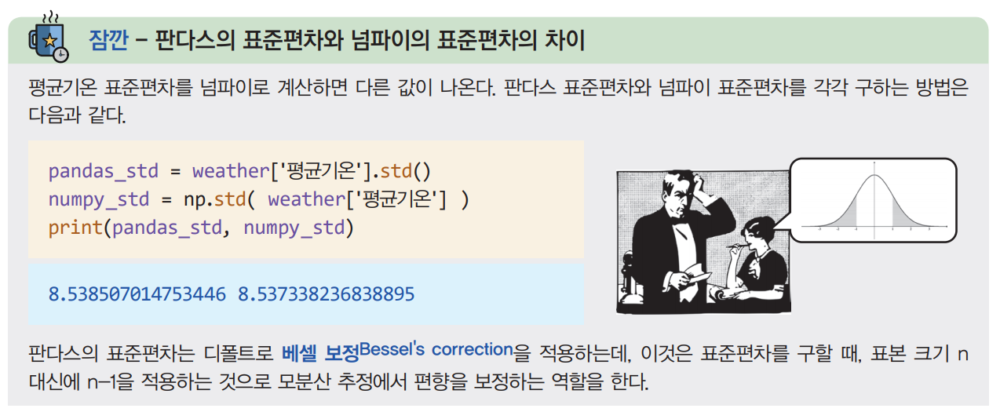 잠깐 – 판다스의 표준편차와 넘파이의 표준편차의 차이
평균기온 표준편차를 넘파이로 계산하면 다른 값이 나온다. 판다스 표준편차와 넘파이 표준편차를 각각 구하는 방법은
다음과 같다.
pandas_std = weather['평균기온'].std()
numpy_std = np.std( weather['평균기온'] )
print(pandas_std, numpy_std)
8.538507014753446 8.537338236838895
판다스의 표준편차는 디폴트로 베셀 보정Bessel's correction을 적용하는데, 이것은 표준편차를 구할 때, 표본 크기 n
대신에 n–1을 적용하는 것으로 모분산 추정에서 편향을 보정하는 역할을 한다.